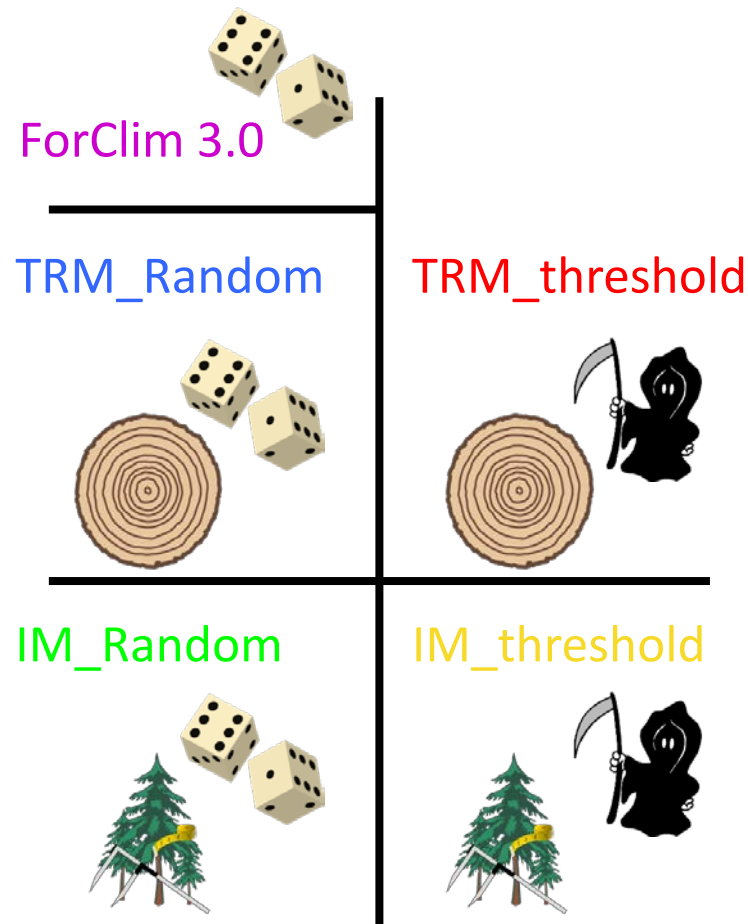 ForClim 3.0
TRM_Random
TRM_threshold
IM_Random
IM_threshold